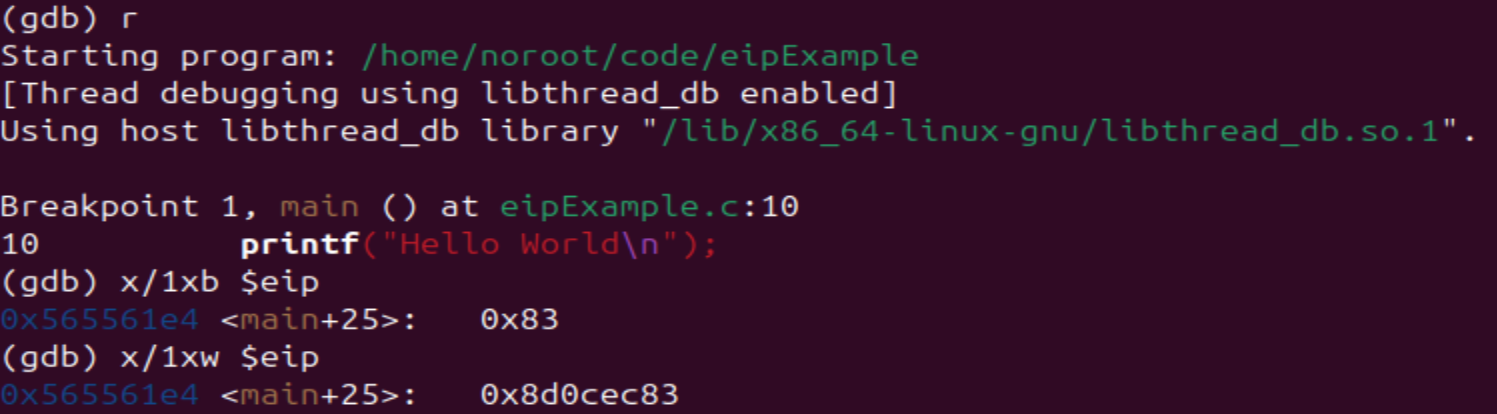 (gdb) r
Starting program: /home/noroot/code/eipExample
[Thread debugging using libthread_db enabled]
Using host libthread_db library "/lib/x86_64-linux-gnu/libthread_db.so.1".
Breakpoint 1, main () at eipExample.c:10
10          printf("Hello World\n");
(gdb) x/1xb $eip
0x565561e4 <main+25>:   0x83
(gdb) x/1xw $eip
0x565561e4 <main+25>:   0x8d0cec83